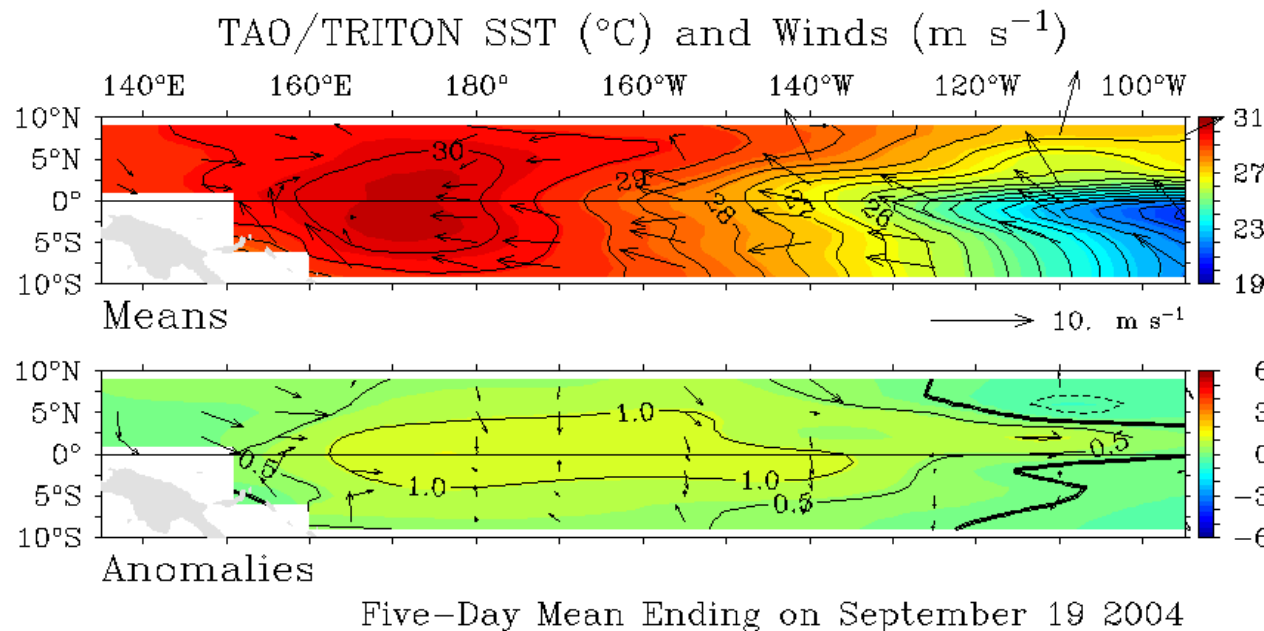 TAO/TRITON SST (°C) and Winds (m s⁻¹)
140°E 160°E 180° 160°W 140°W 120°W 100°W
10°N 31
5°N 30 27
0° 29 28 27 26
5°S 23
10°S 19
Means 10. m s⁻¹
10°N 6
5°N 1.0 3
0° 0.5 0.5 0
5°S 1.0 1.0 0.5 −3
10°S −6
Anomalies
Five−Day Mean Ending on September 19 2004